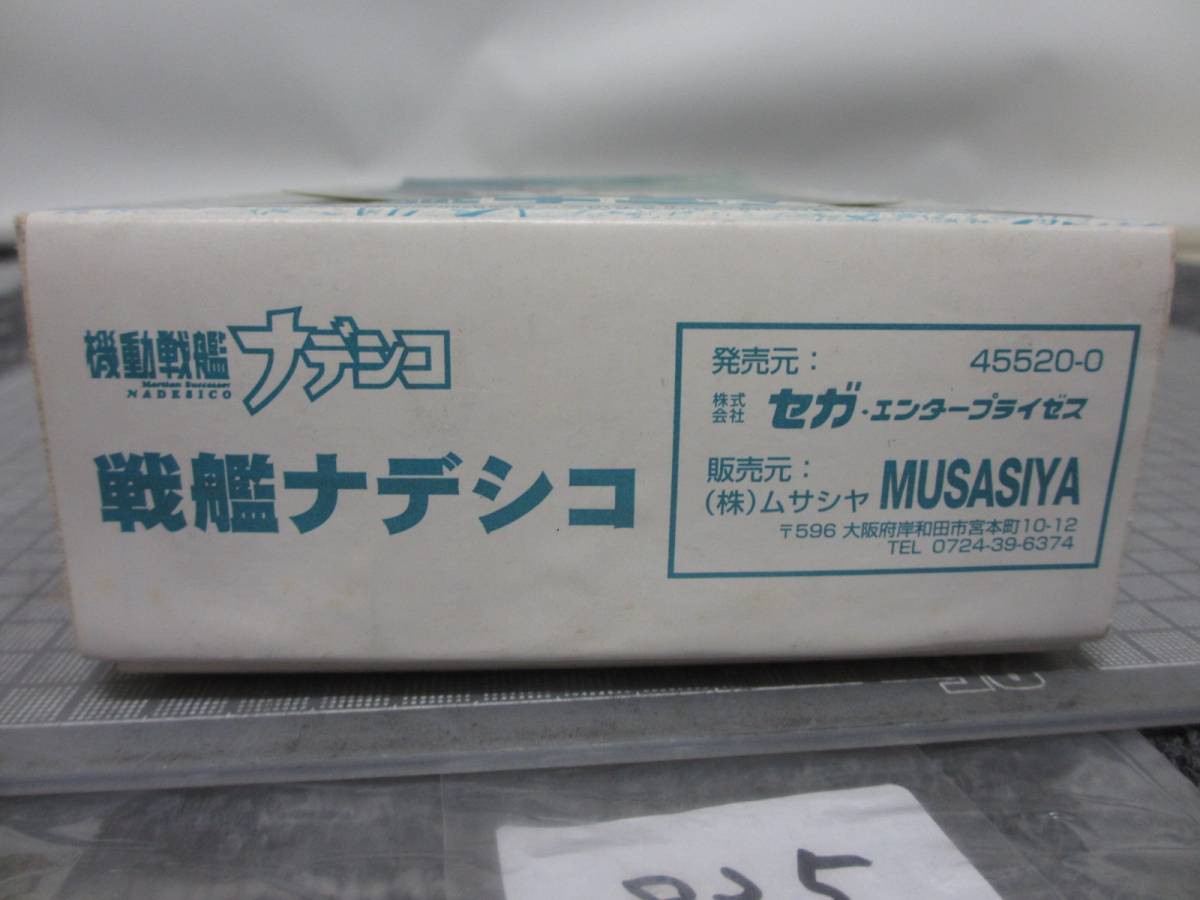 機動戦艦ナデシコ
Martian Successor
NADESICO
戦艦ナデシコ
発売元： 45520-0
株式会社 セガ・エンタープライゼス
販売元：
(株)ムサシヤ MUSASIYA
〒596 大阪府岸和田市宮本町10-12
TEL 0724-39-6374